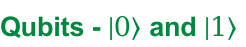 Qubits - |0⟩ and |1⟩